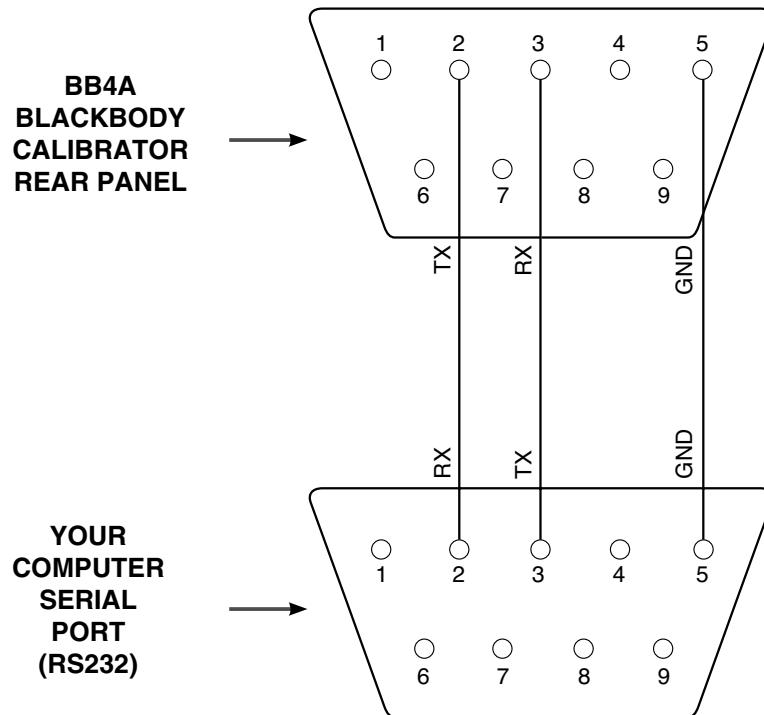 1 2 3 4 5
BB4A
BLACKBODY
CALIBRATOR
REAR PANEL
6 7 8 9
TX RX GND
RX TX GND
YOUR
COMPUTER
SERIAL
PORT
(RS232)
1 2 3 4 5
6 7 8 9